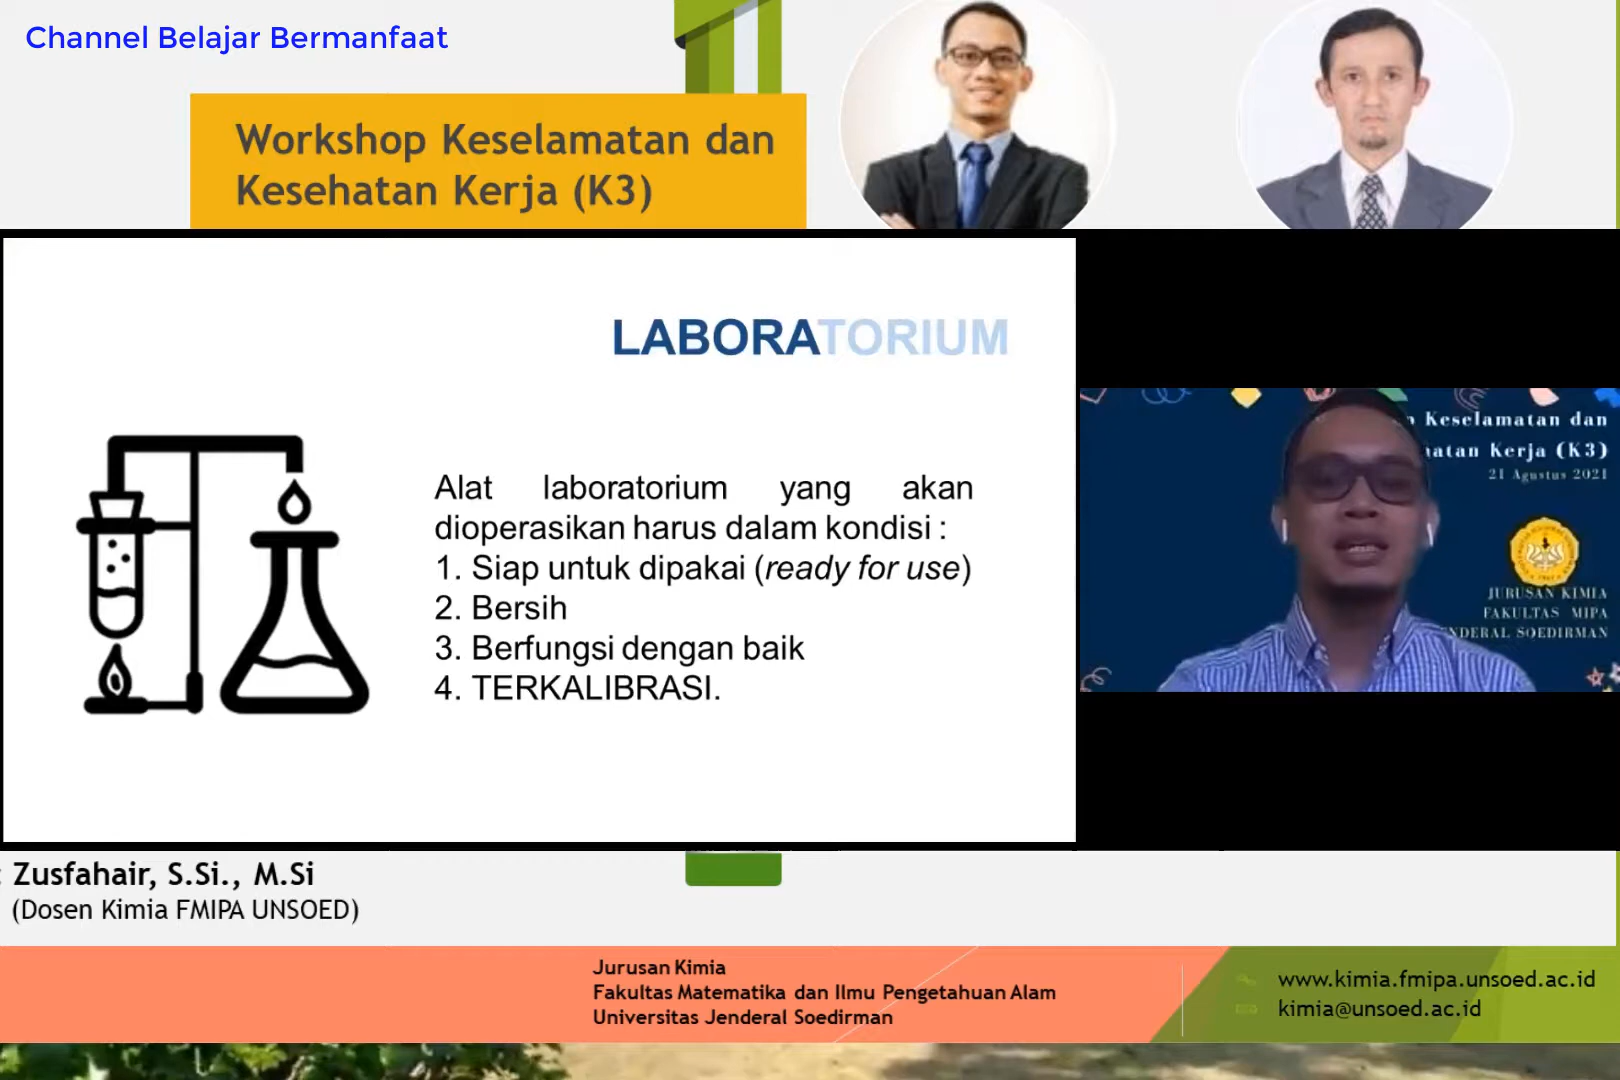 Channel Belajar Bermanfaat
Workshop Keselamatan dan
Kesehatan Kerja (K3)
LABORATORIUM
Alat laboratorium yang akan
dioperasikan harus dalam kondisi :
1. Siap untuk dipakai (ready for use)
2. Bersih
3. Berfungsi dengan baik
4. TERKALIBRASI.
Keselamatan dan
Kerja (K3)
21 Agustus 2021
JURUSAN KIMIA
FAKULTAS MIPA
SOEDIRMAN
: Zusfahair, S.Si., M.Si
(Dosen Kimia FMIPA UNSOED)
Jurusan Kimia
Fakultas Matematika dan Ilmu Pengetahuan Alam
Universitas Jenderal Soedirman
www.kimia.fmipa.unsoed.ac.id
kimia@unsoed.ac.id